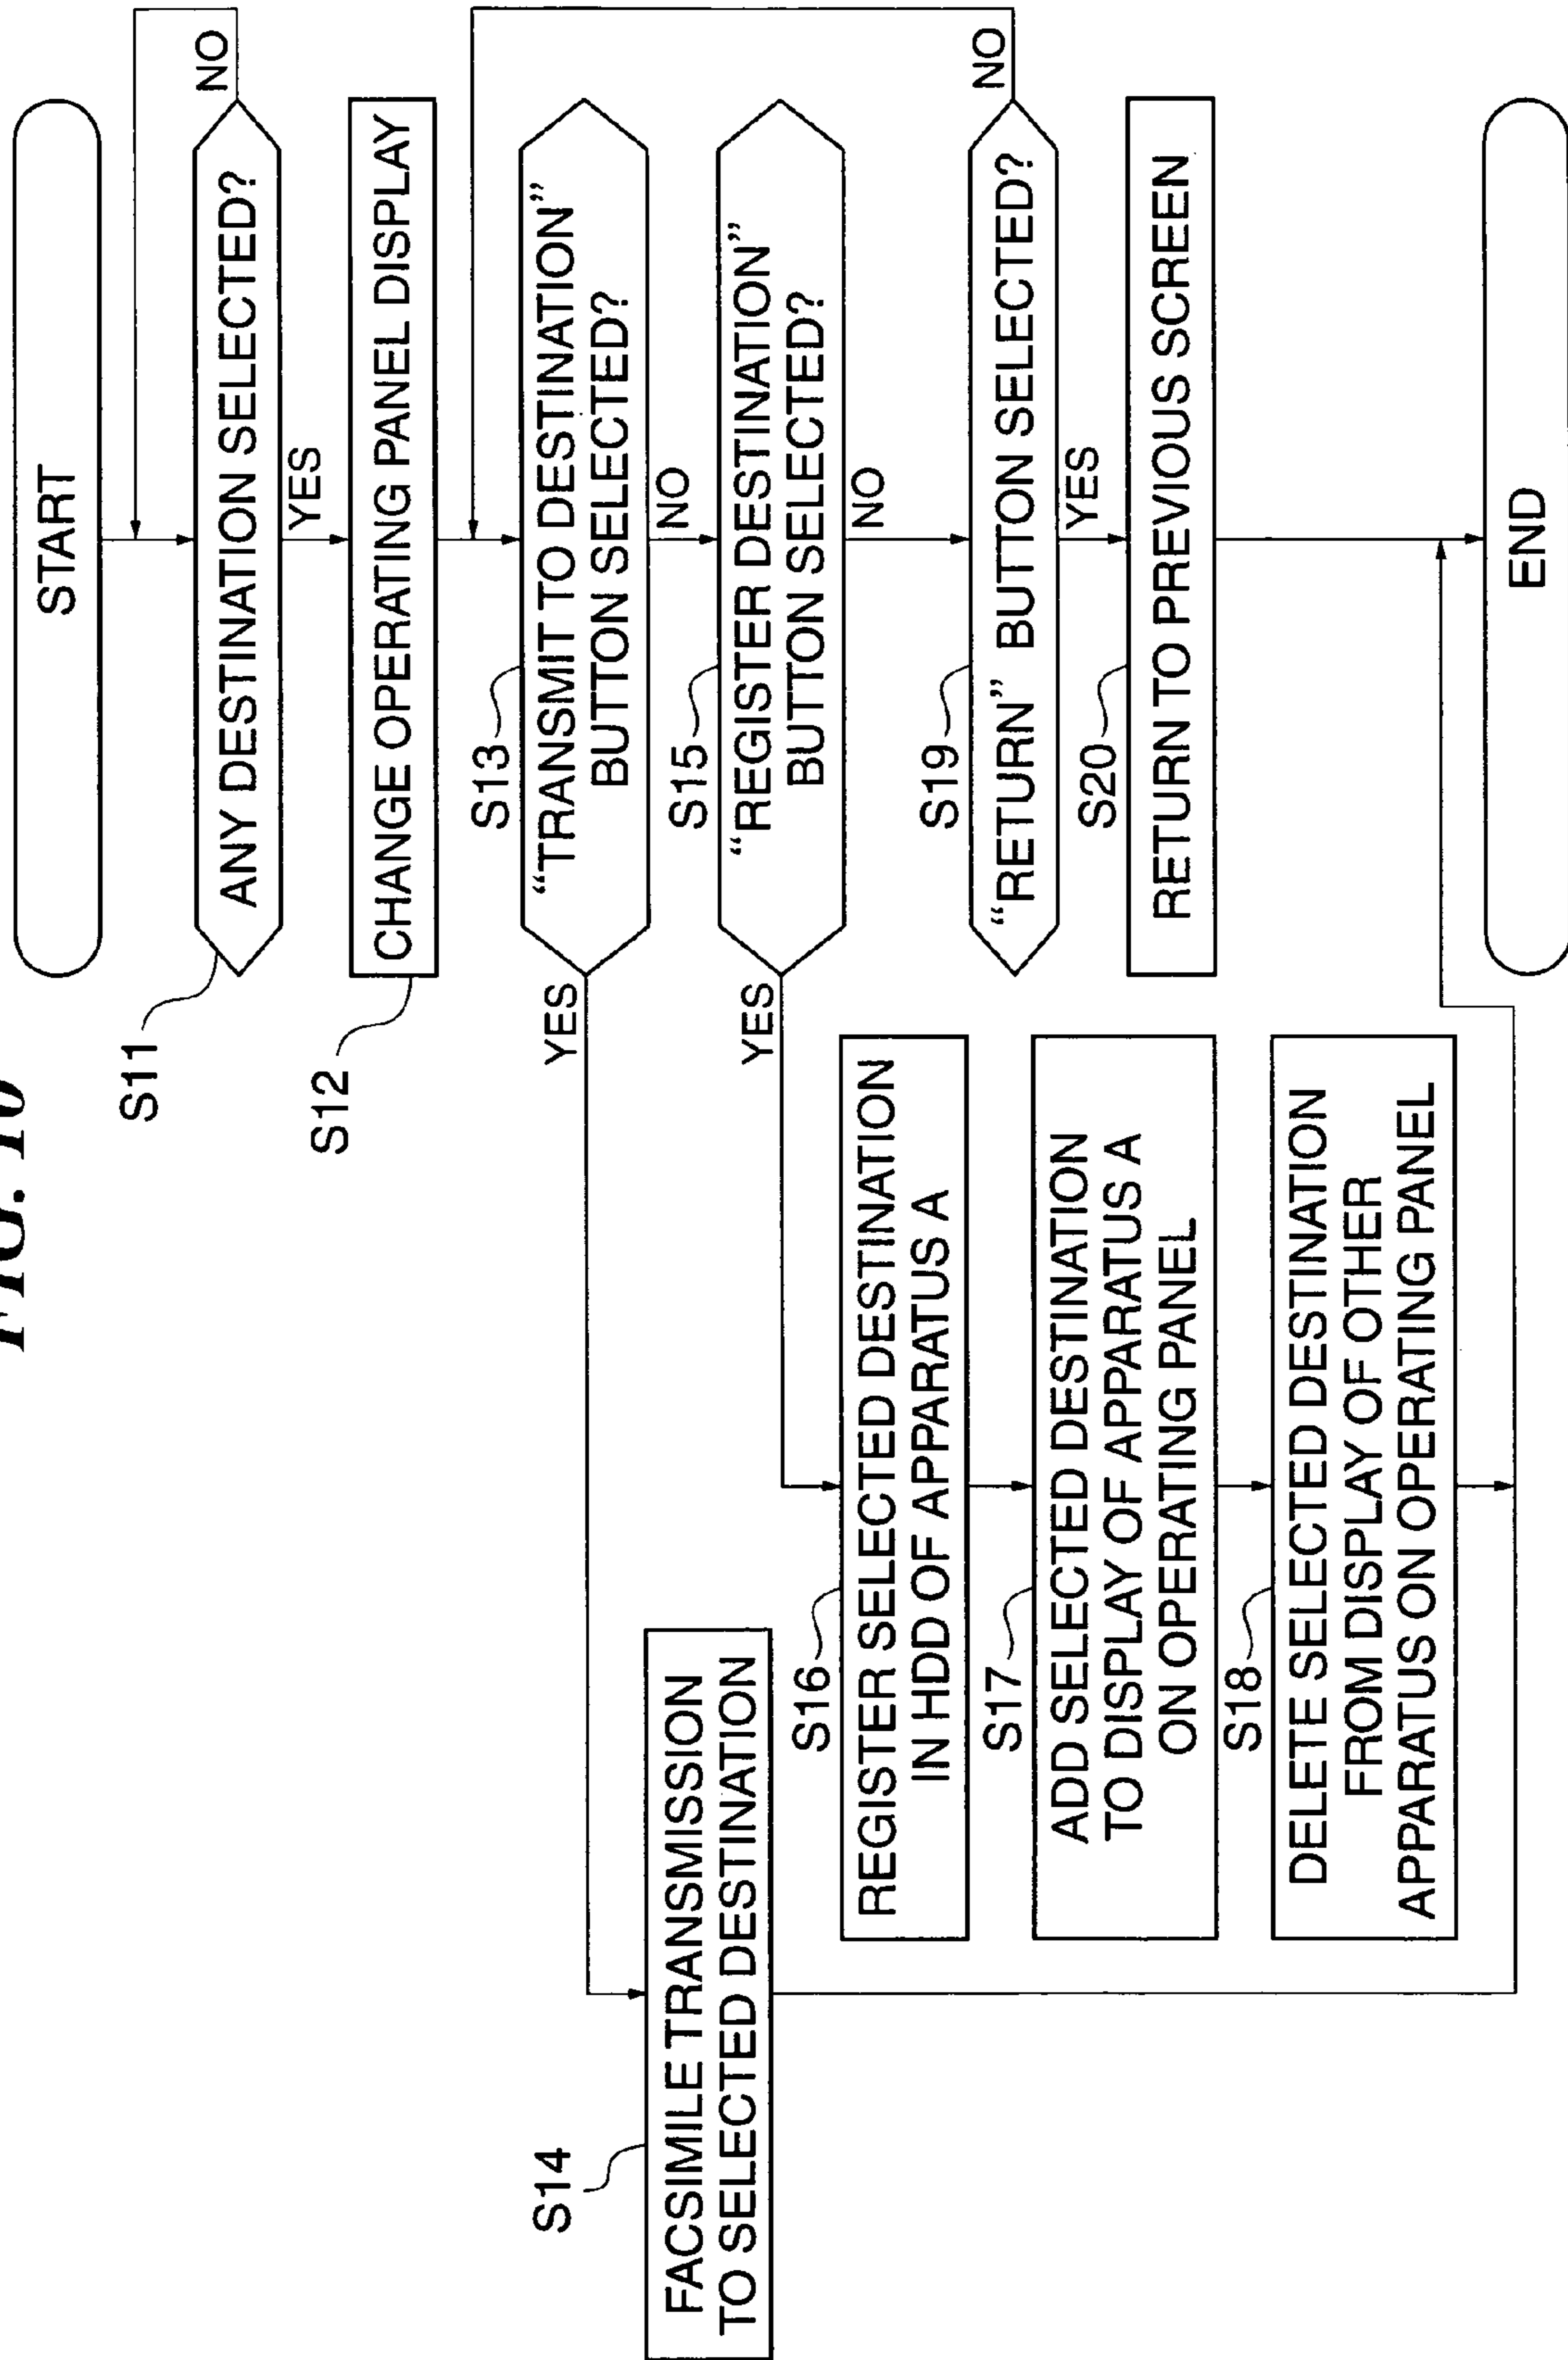 FIG. 10
START
S11
ANY DESTINATION SELECTED?
NO
YES
S12
CHANGE OPERATING PANEL DISPLAY
S13
“TRANSMIT TO DESTINATION”
BUTTON SELECTED?
YES
NO
S14
FACSIMILE TRANSMISSION
TO SELECTED DESTINATION
S15
“REGISTER DESTINATION”
BUTTON SELECTED?
YES
NO
S16
REGISTER SELECTED DESTINATION
IN HDD OF APPARATUS A
S17
ADD SELECTED DESTINATION
TO DISPLAY OF APPARATUS A
ON OPERATING PANEL
S18
DELETE SELECTED DESTINATION
FROM DISPLAY OF OTHER
APPARATUS ON OPERATING PANEL
S19
“RETURN” BUTTON SELECTED?
NO
YES
S20
RETURN TO PREVIOUS SCREEN
END